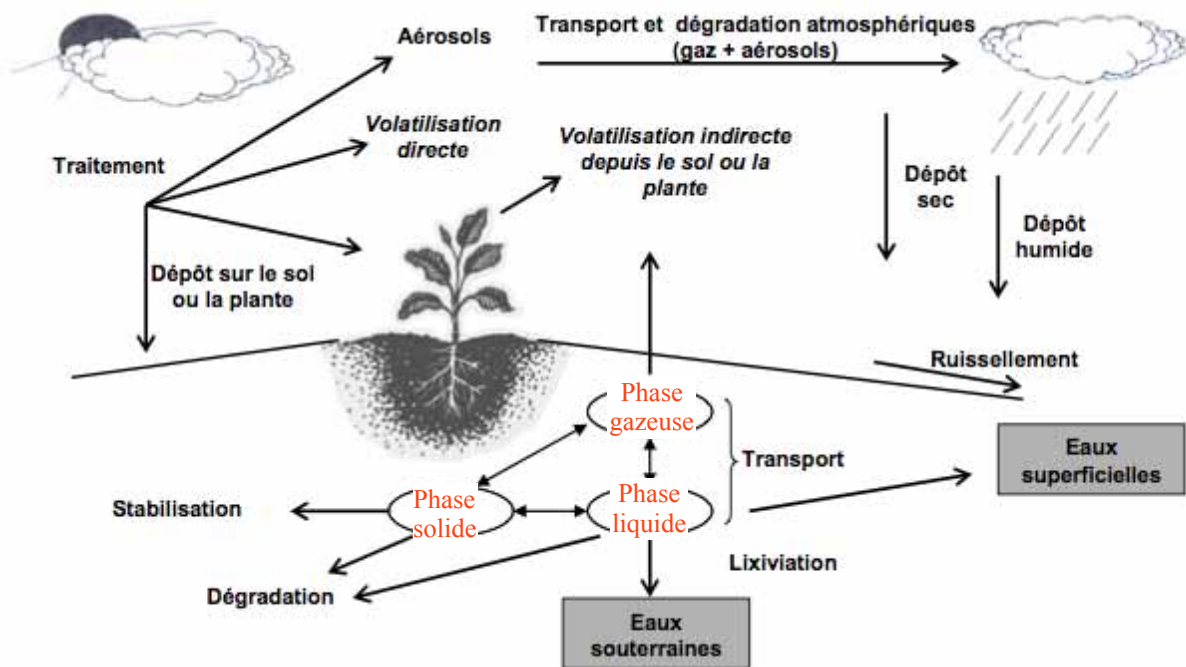 Aérosols
Transport et dégradation atmosphériques
(gaz + aérosols)
Volatilisation
directe
Volatilisation indirecte
depuis le sol ou la
plante
Traitement
Dépôt
sec
Dépôt
humide
Dépôt sur le sol
ou la plante
Ruissellement
Phase
gazeuse
Transport
Eaux
superficielles
Stabilisation
Phase
solide
Phase
liquide
Lixiviation
Dégradation
Eaux
souterraines